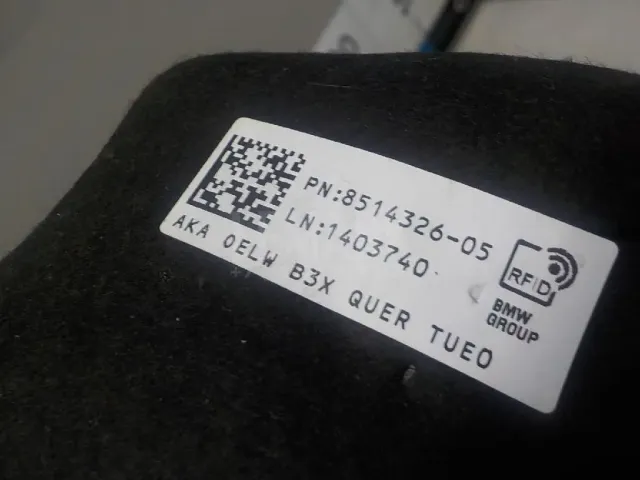 PN:8514326-05
LN:1403740
AKA OELW B3X QUER TUEO
RFID
BMW
GROUP